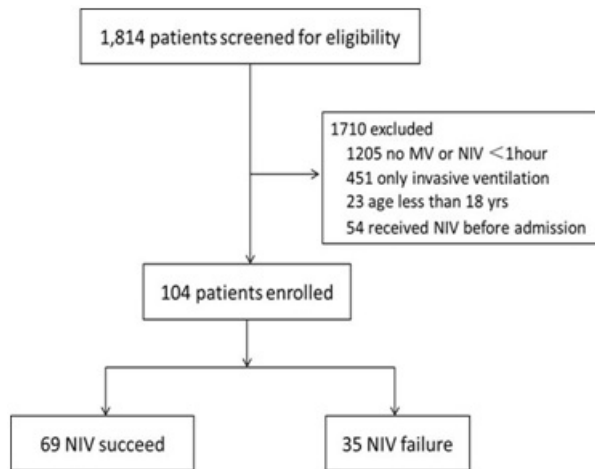 1,814 patients screened for eligibility
1710 excluded
1205 no MV or NIV <1hour
451 only invasive ventilation
23 age less than 18 yrs
54 received NIV before admission
104 patients enrolled
69 NIV succeed
35 NIV failure